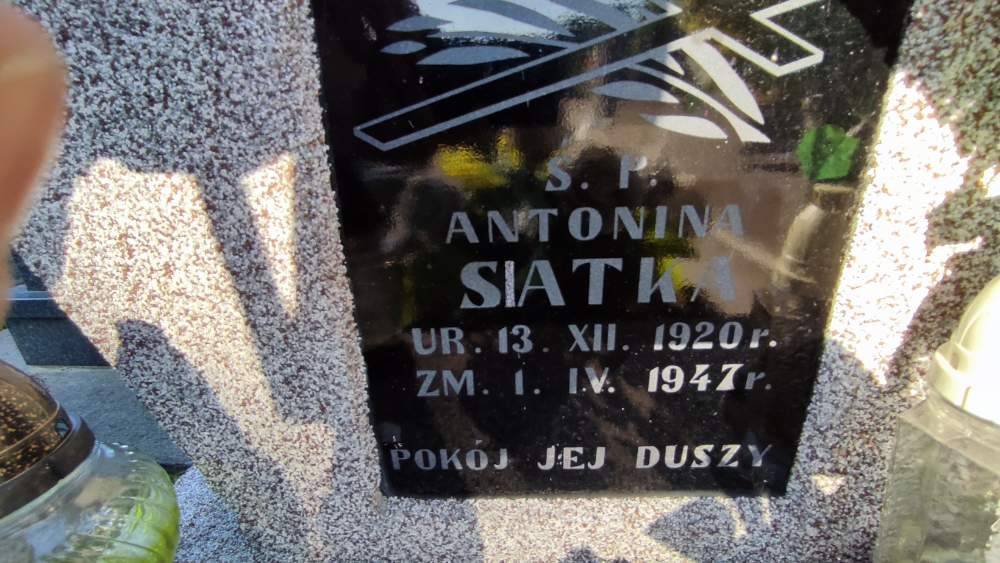 Ś. P.
ANTONINA
SIATKA
UR. 13. XII. 1920 r.
ZM. 1. IV. 1947 r.
POKÓJ JEJ DUSZY